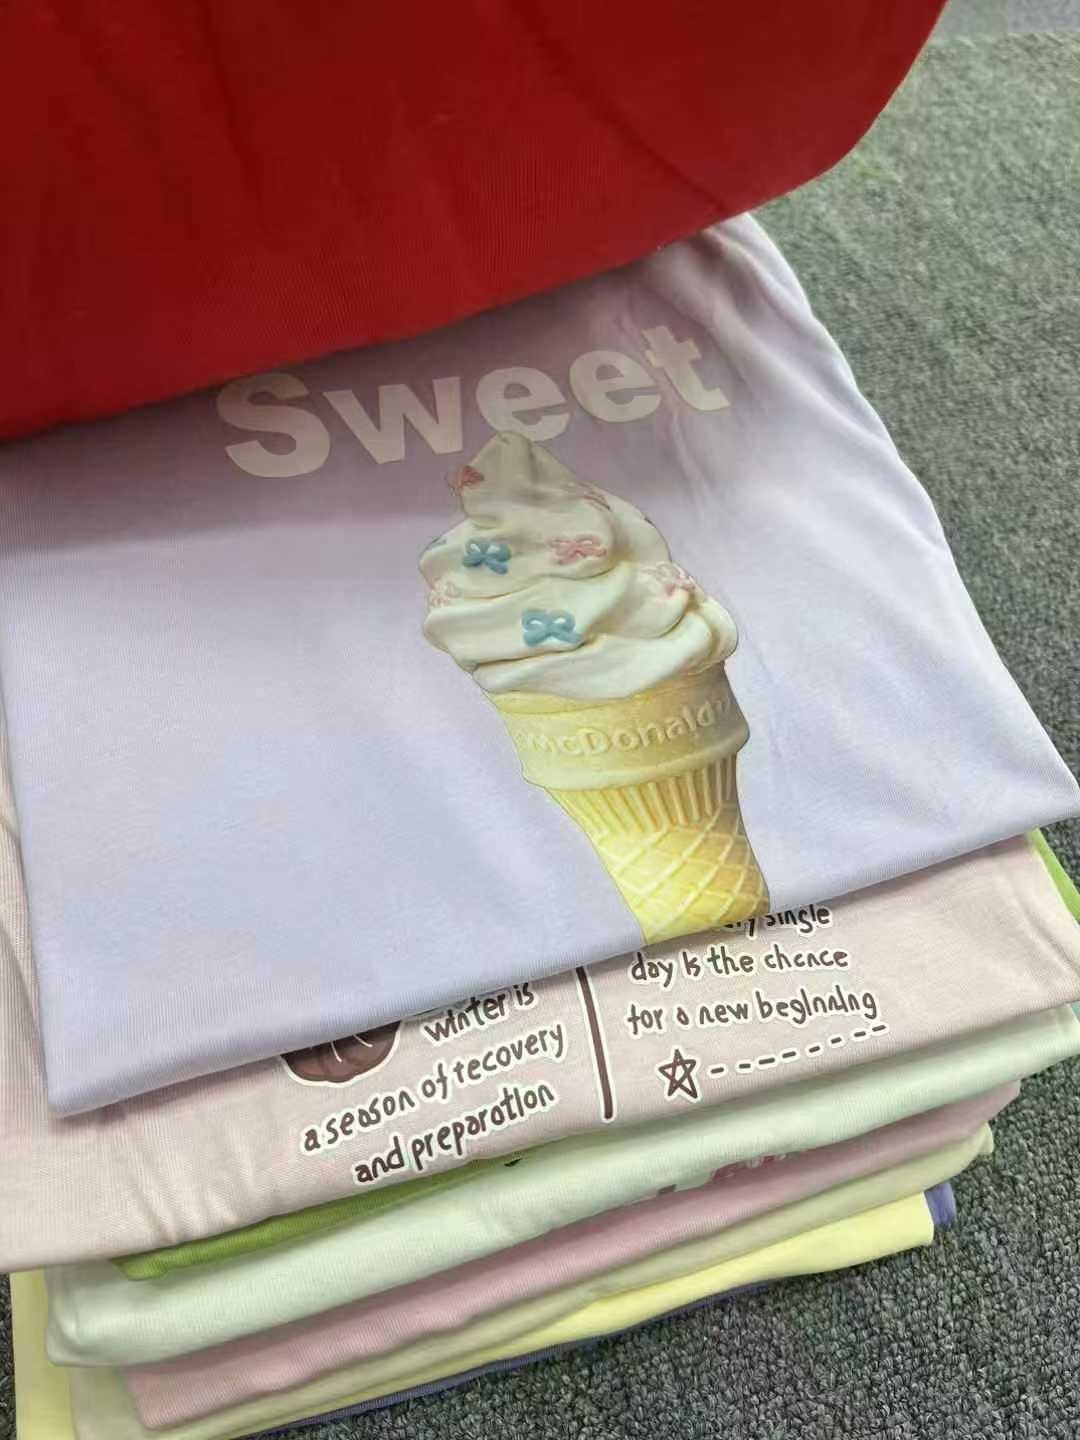 Sweet
McDonald's
winter is
a season of recovery
and preparation
single
day is the chance
for a new beginning